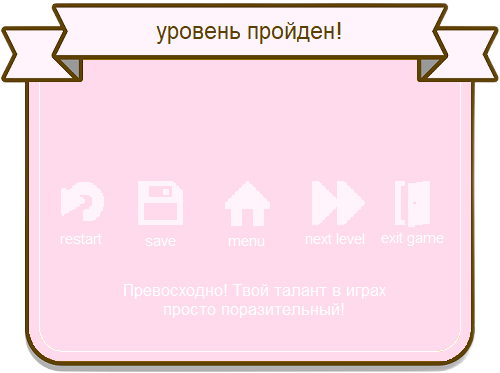 уровень пройден!
restart save menu next level exit game
Превосходно! Твой талант в играх
просто поразительный!